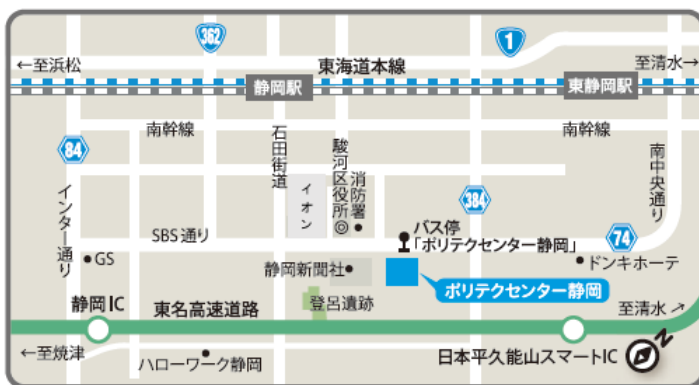 362
1
←至浜松
東海道本線
至清水→
静岡駅
東静岡駅
南幹線
南幹線
84
石田街道
駿河区役所◎
消防署
イオン
384
南中央通り
インター通り
SBS通り
バス停
「ポリテクセンター静岡」
74
GS
静岡新聞社
ドンキホーテ
ポリテクセンター静岡
登呂遺跡
静岡IC
東名高速道路
至清水↗
←至焼津
ハローワーク静岡
日本平久能山スマートIC
N